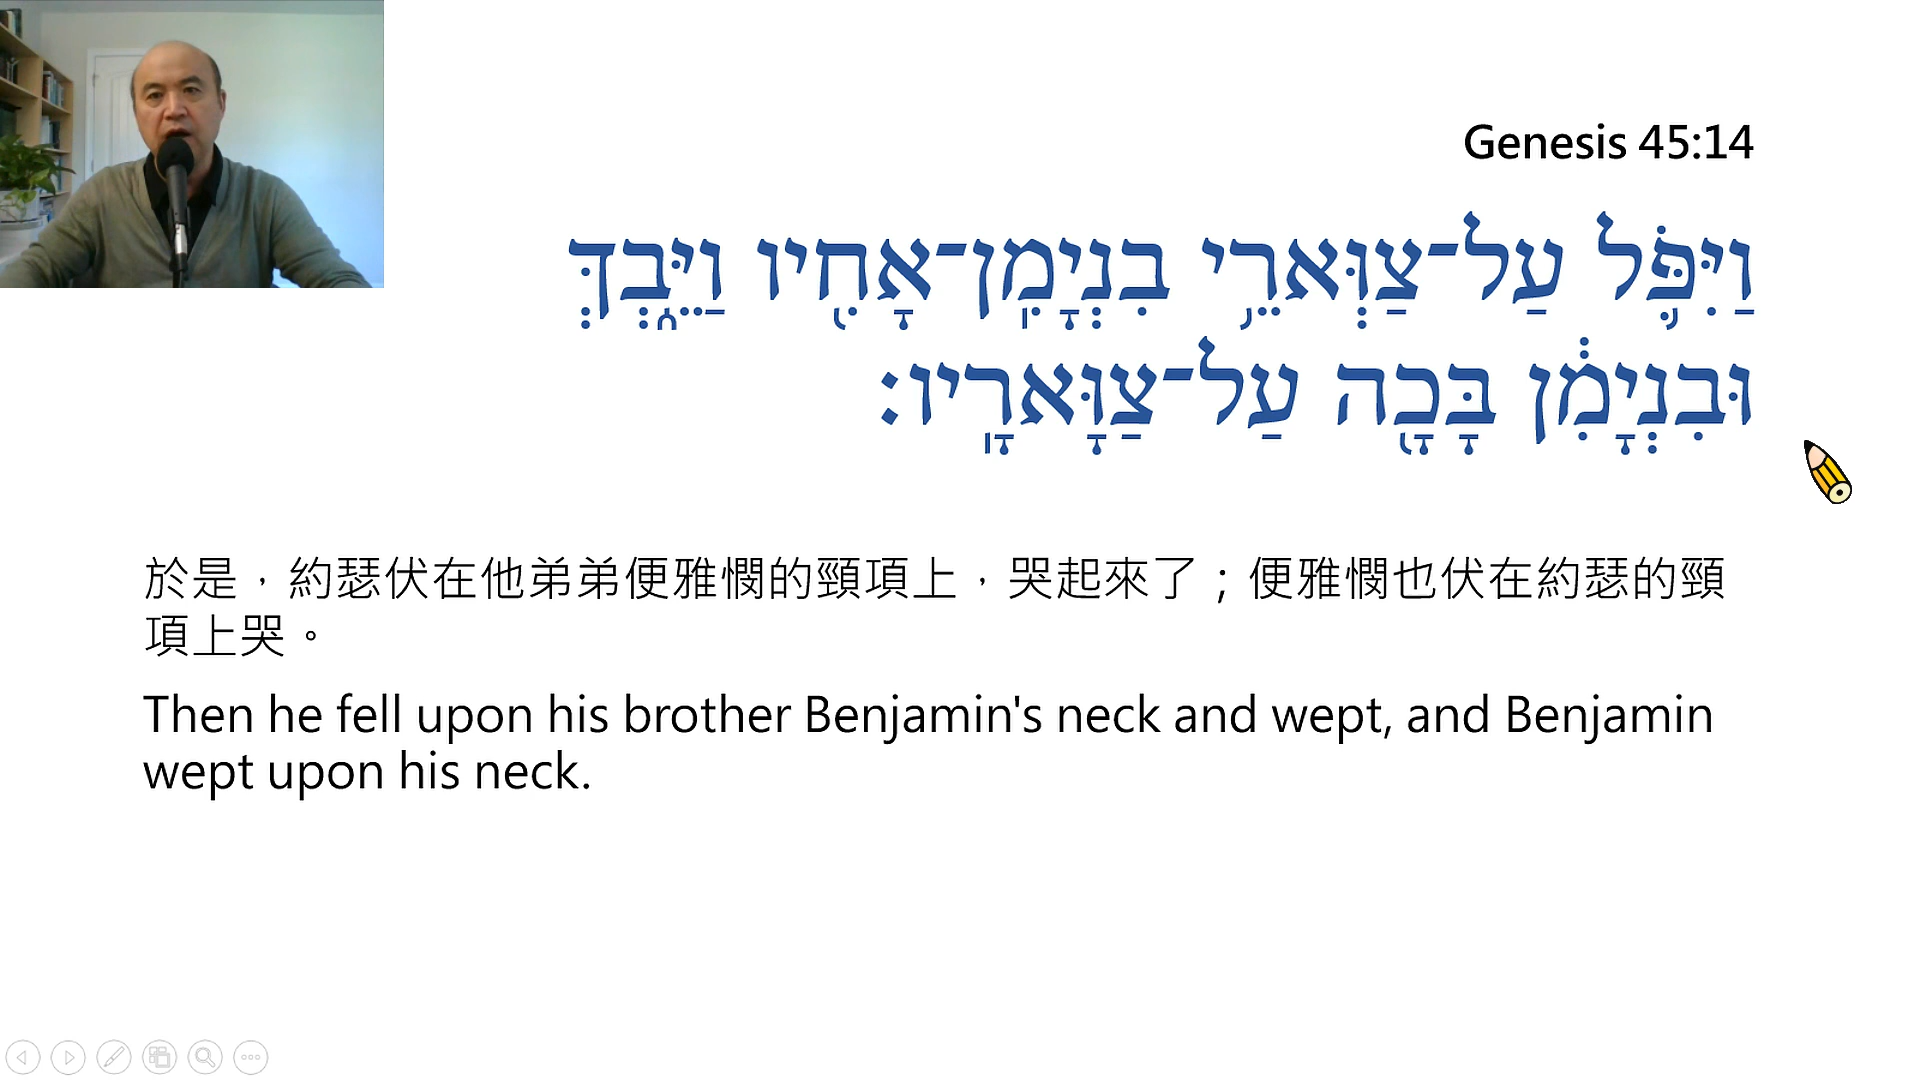 Genesis 45:14
וַיִּפֹּ֛ל עַל־צַוְּארֵ֥י בִנְיָמִֽן־אָחִ֖יו וַיֵּ֑בְךְּ
וּבִנְיָמִ֔ן בָּכָ֖ה עַל־צַוָּארָֽיו׃
於是，約瑟伏在他弟弟便雅憫的頸項上，哭起來了；便雅憫也伏在約瑟的頸
項上哭。
Then he fell upon his brother Benjamin's neck and wept, and Benjamin
wept upon his neck.